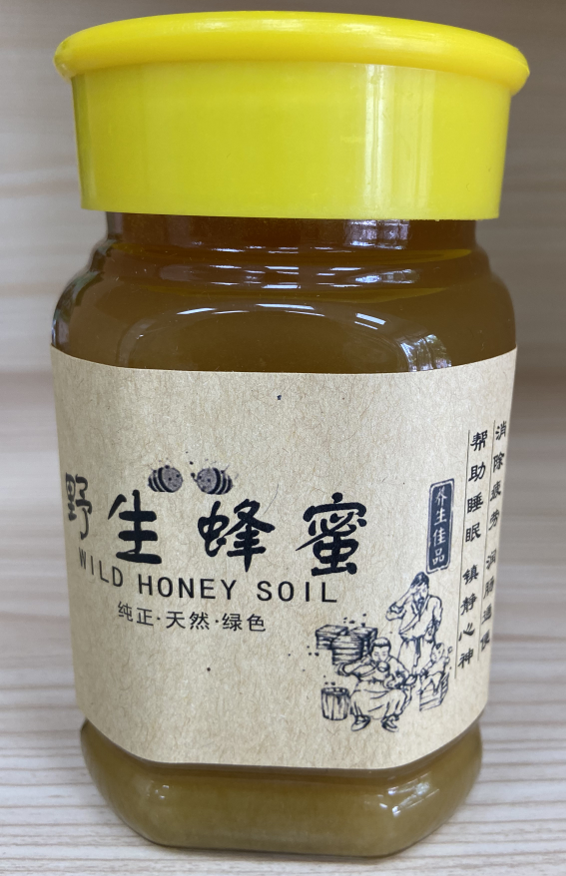 野生蜂蜜
WILD HONEY SOIL
纯正·天然·绿色
养生佳品
消除疲劳 润肠通便
帮助睡眠 镇静心神